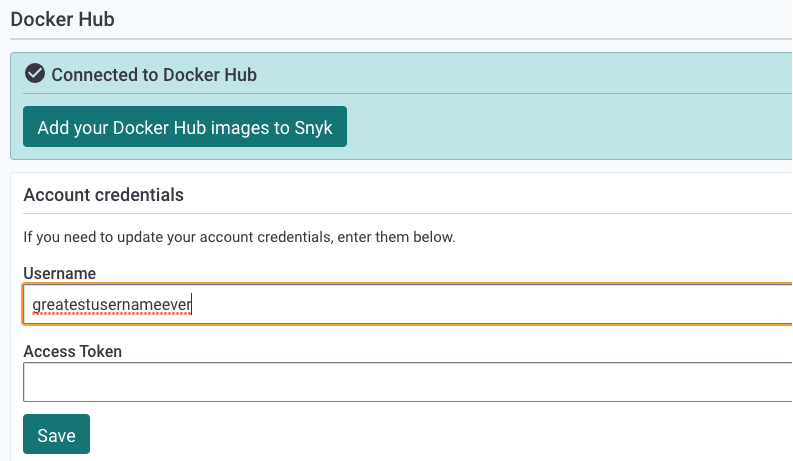 Docker Hub
Connected to Docker Hub
Add your Docker Hub images to Snyk
Account credentials
If you need to update your account credentials, enter them below.
Username
greatestusernameever
Access Token
Save